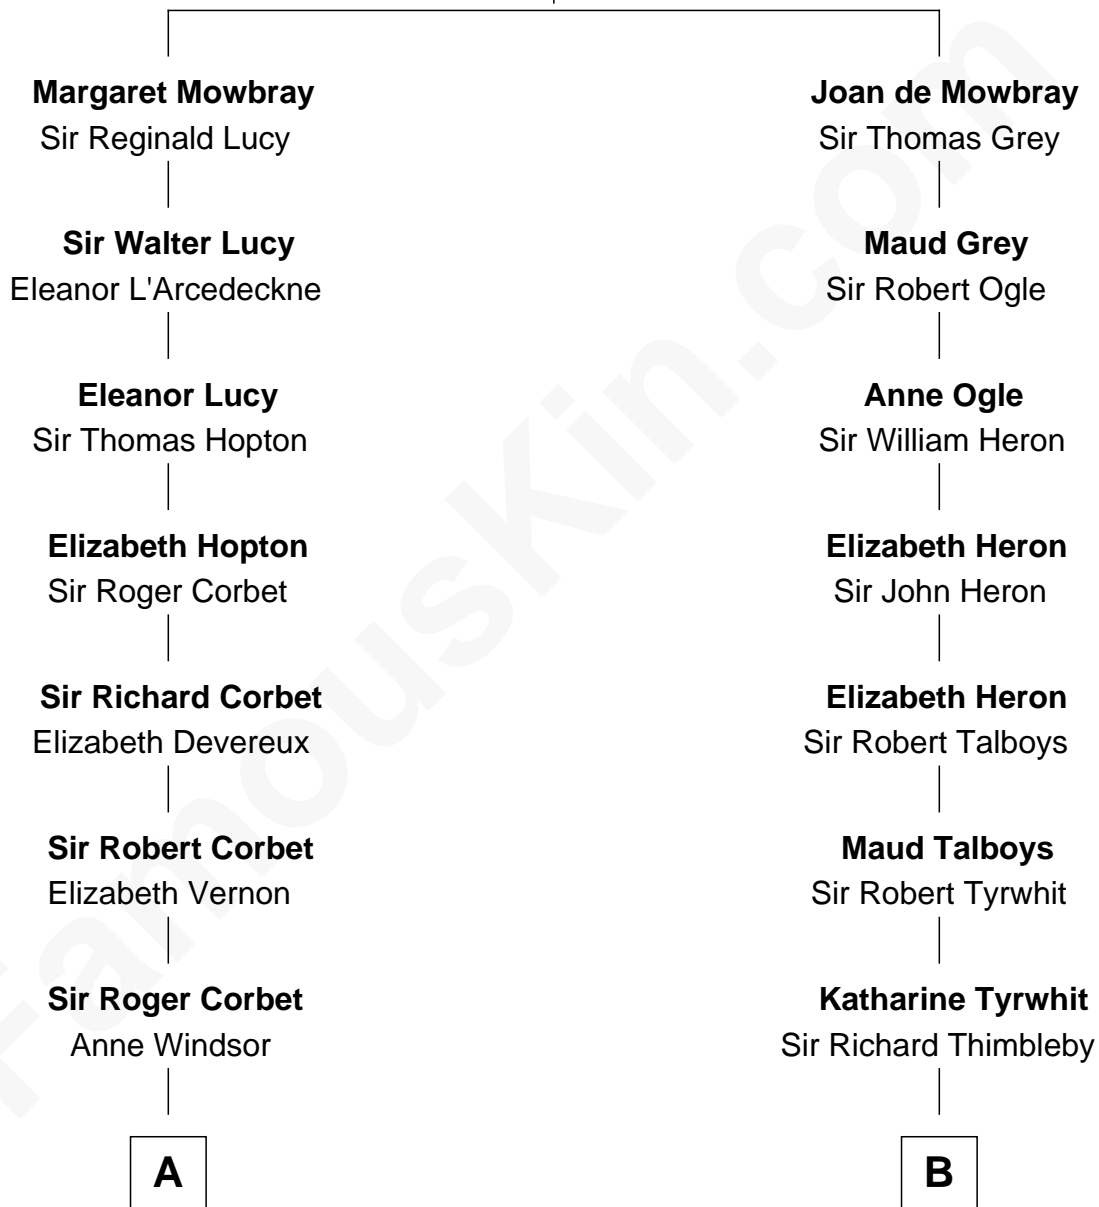 Margaret Mowbray
Sir Reginald Lucy
Sir Walter Lucy
Eleanor L'Arcedeckne
Eleanor Lucy
Sir Thomas Hopton
Elizabeth Hopton
Sir Roger Corbet
Sir Richard Corbet
Elizabeth Devereux
Sir Robert Corbet
Elizabeth Vernon
Sir Roger Corbet
Anne Windsor
A
Joan de Mowbray
Sir Thomas Grey
Maud Grey
Sir Robert Ogle
Anne Ogle
Sir William Heron
Elizabeth Heron
Sir John Heron
Elizabeth Heron
Sir Robert Talboys
Maud Talboys
Sir Robert Tyrwhit
Katharine Tyrwhit
Sir Richard Thimbleby
B
FamousKin.com